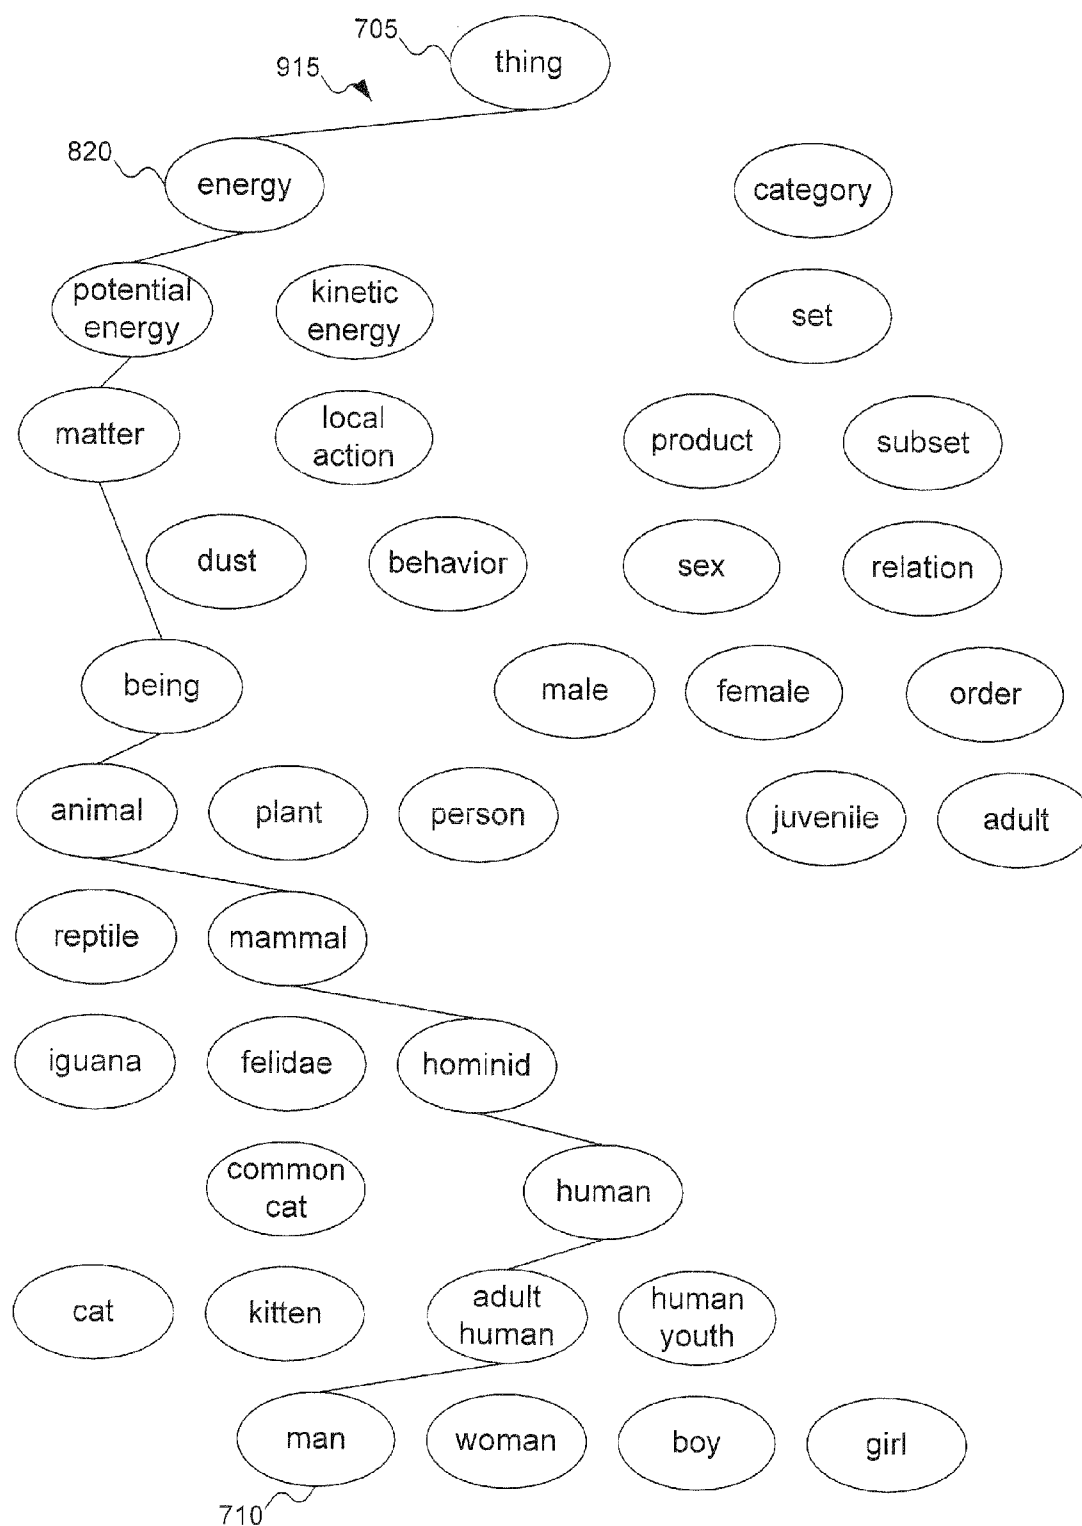 705
thing
915
820
energy
category
potential
energy
kinetic
energy
set
matter
local
action
product
subset
dust
behavior
sex
relation
being
male
female
order
animal
plant
person
juvenile
adult
reptile
mammal
iguana
felidae
hominid
common
cat
human
cat
kitten
adult
human
human
youth
man
woman
boy
girl
710